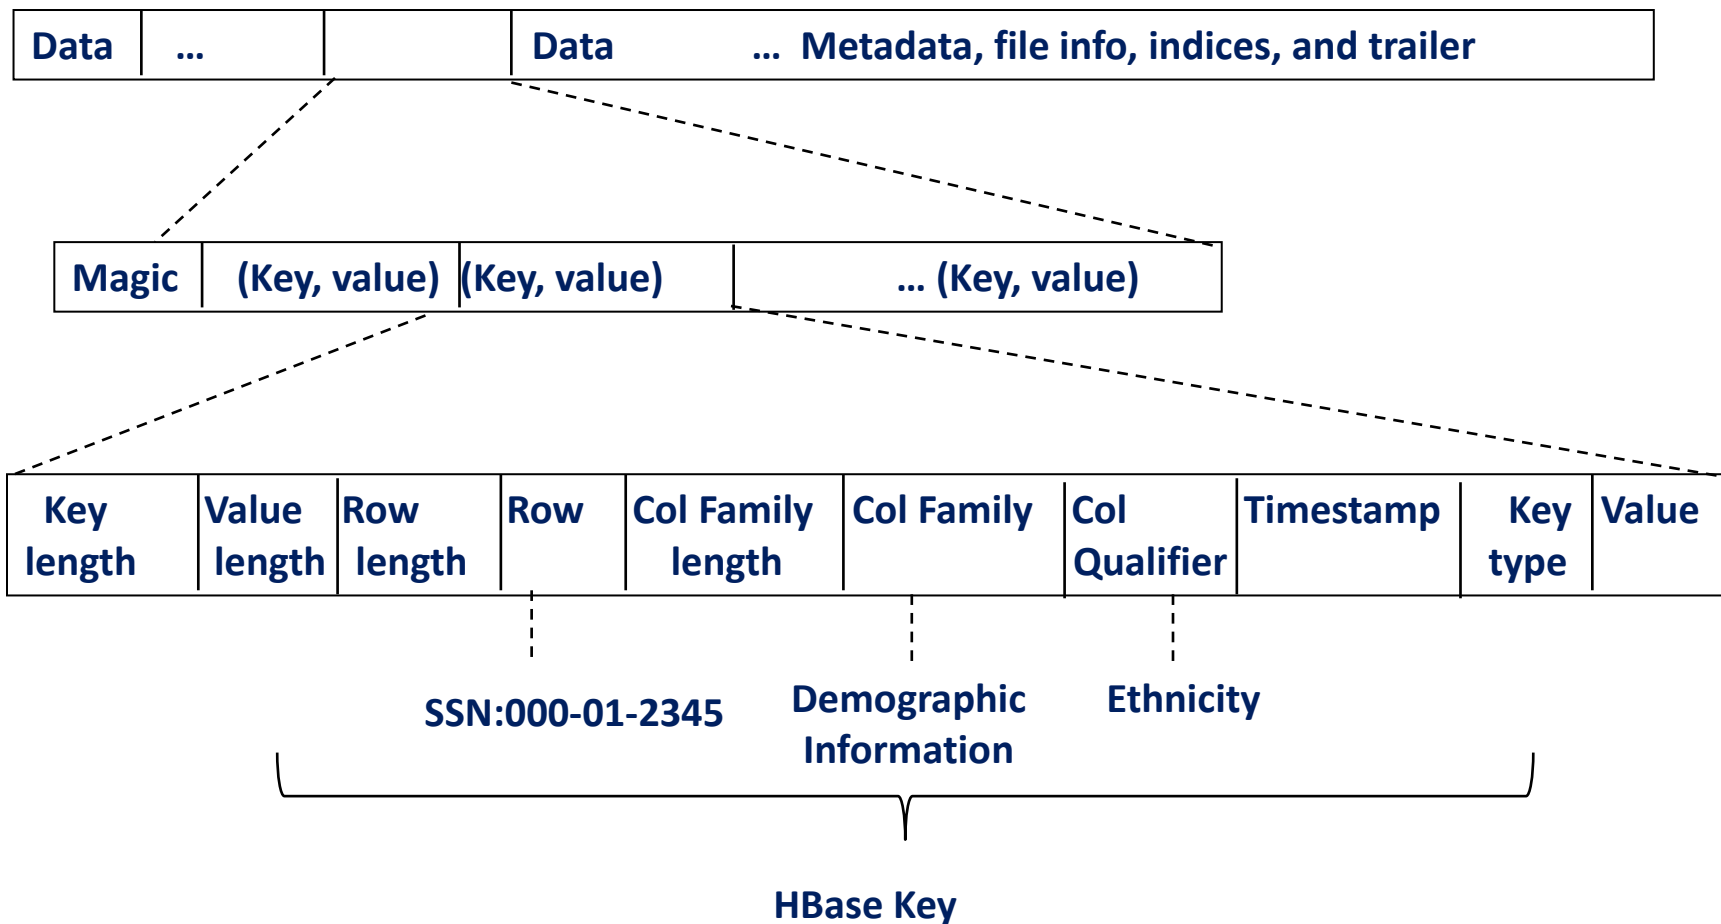 Data … Data … Metadata, file info, indices, and trailer
Magic (Key, value) (Key, value) … (Key, value)
Key length
Value length
Row length
Row
Col Family length
Col Family
Col Qualifier
Timestamp
Key type
Value
SSN:000-01-2345
Demographic
Information
Ethnicity
HBase Key